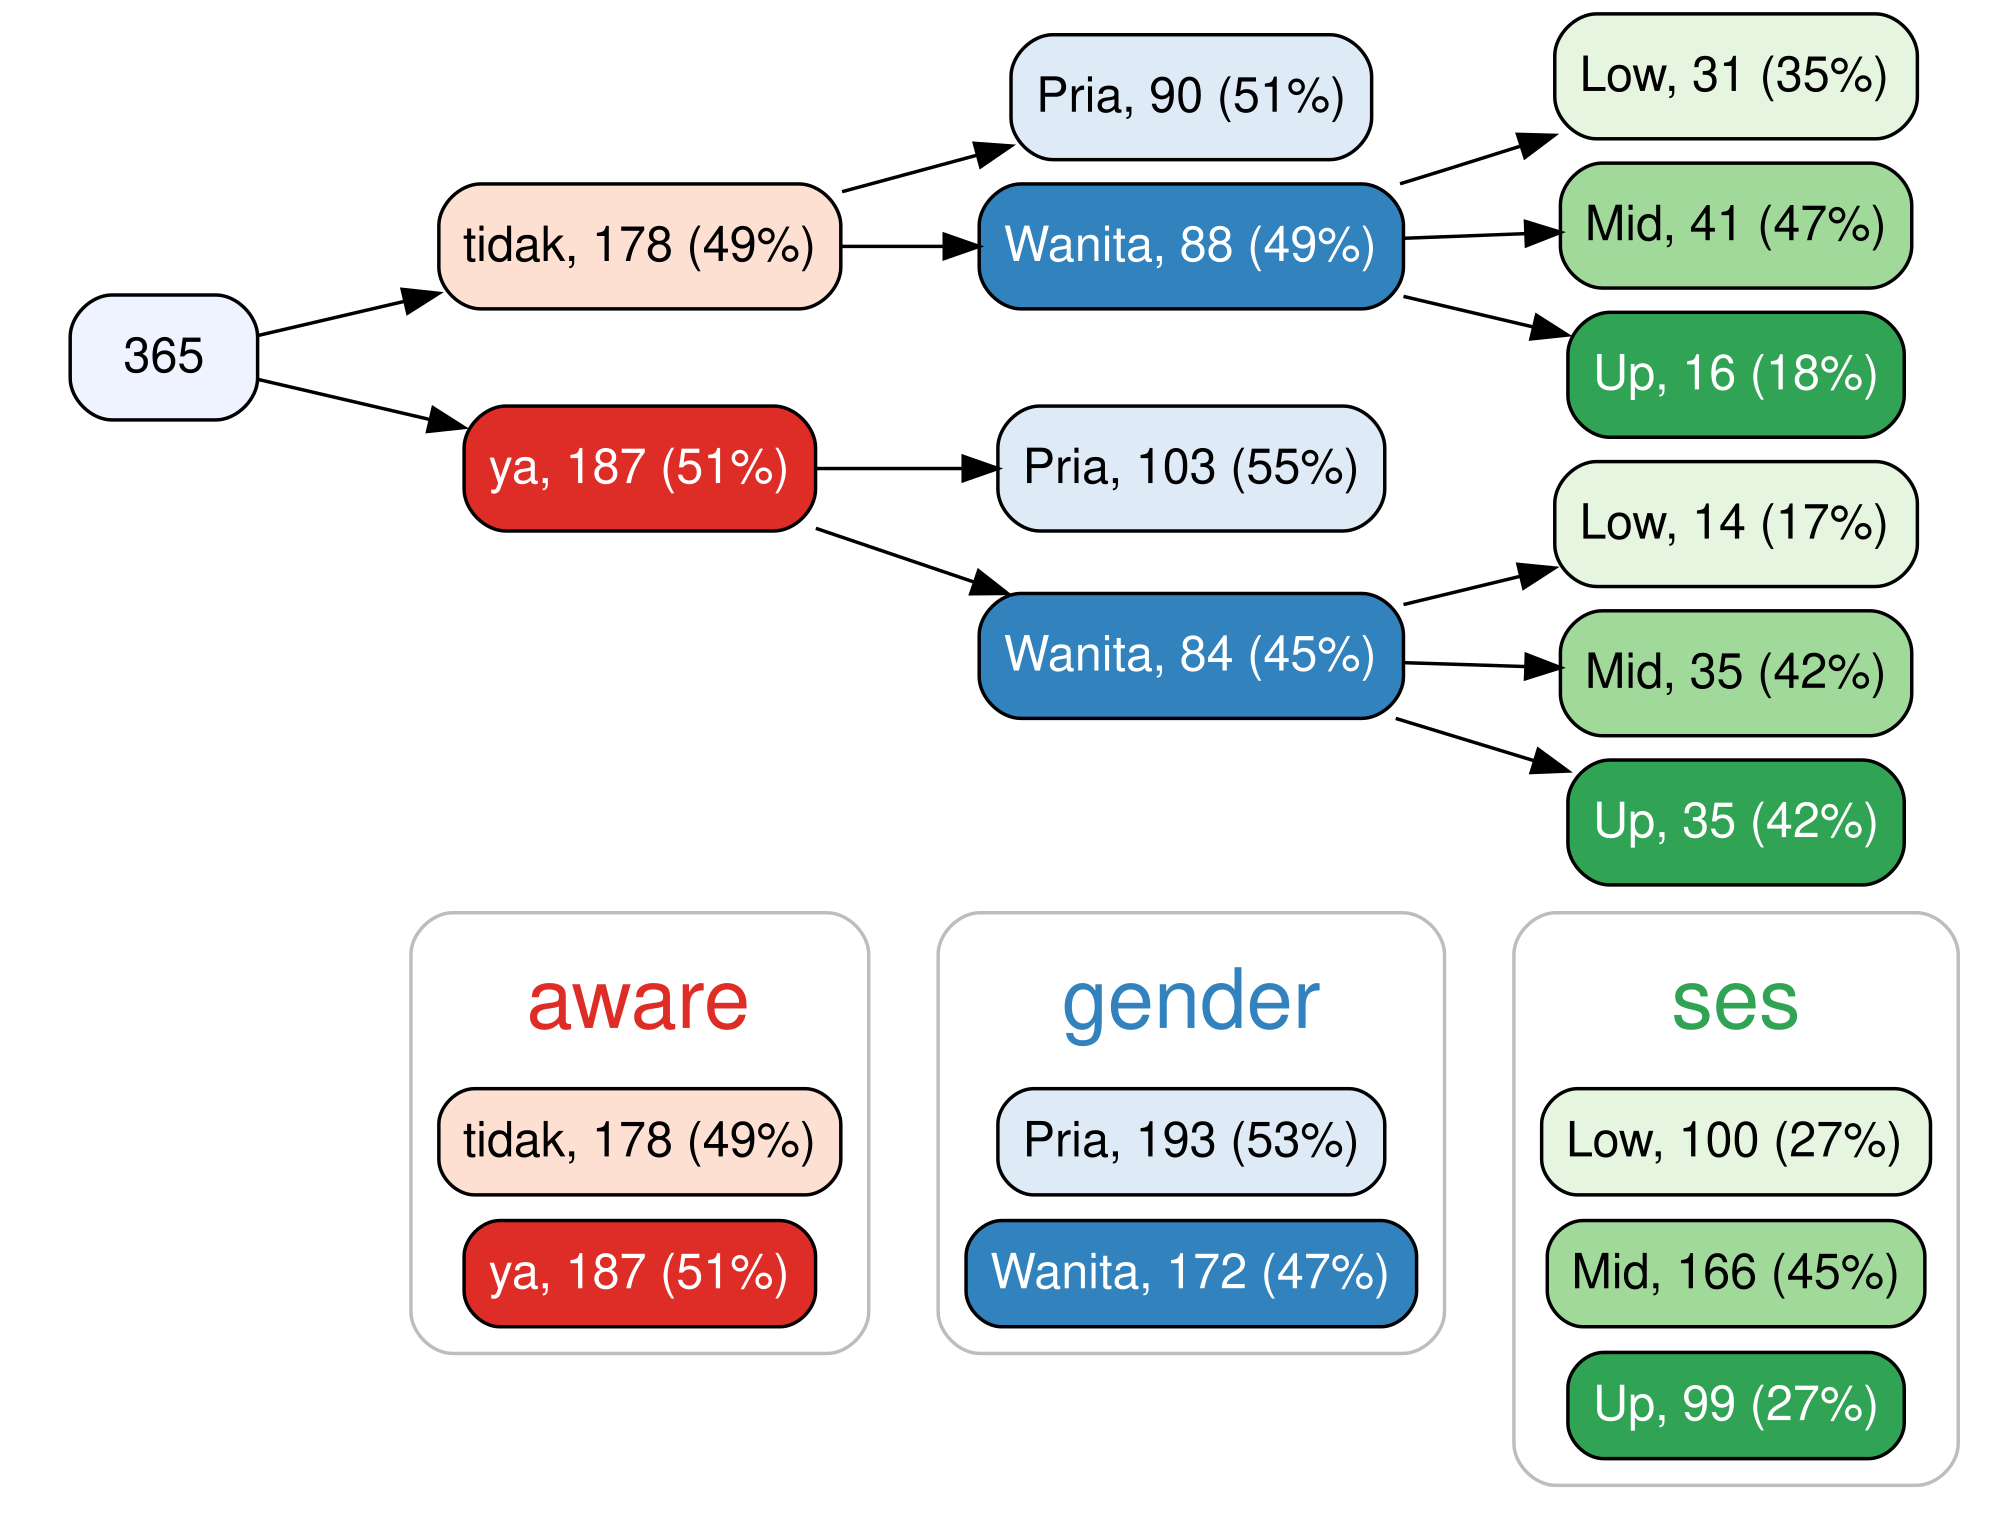 365
tidak, 178 (49%)
ya, 187 (51%)
Pria, 90 (51%)
Wanita, 88 (49%)
Pria, 103 (55%)
Wanita, 84 (45%)
Low, 31 (35%)
Mid, 41 (47%)
Up, 16 (18%)
Low, 14 (17%)
Mid, 35 (42%)
Up, 35 (42%)
aware
tidak, 178 (49%)
ya, 187 (51%)
gender
Pria, 193 (53%)
Wanita, 172 (47%)
ses
Low, 100 (27%)
Mid, 166 (45%)
Up, 99 (27%)